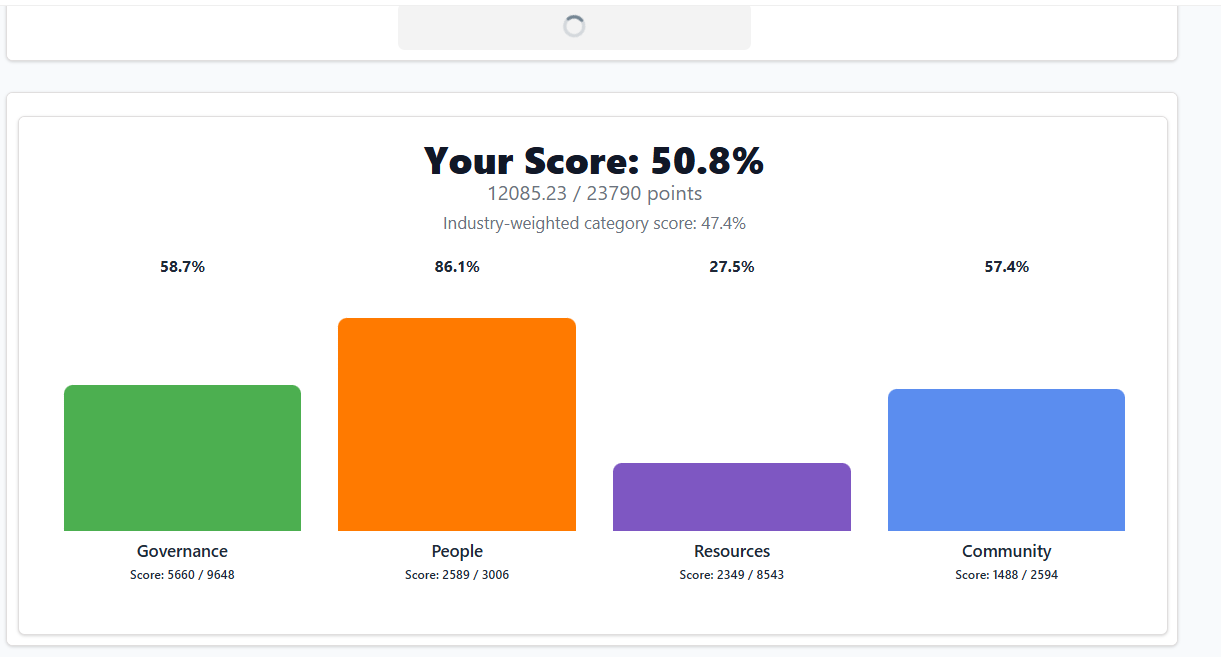 Your Score: 50.8%
12085.23 / 23790 points
Industry-weighted category score: 47.4%
58.7% 86.1% 27.5% 57.4%
Governance People Resources Community
Score: 5660 / 9648 Score: 2589 / 3006 Score: 2349 / 8543 Score: 1488 / 2594